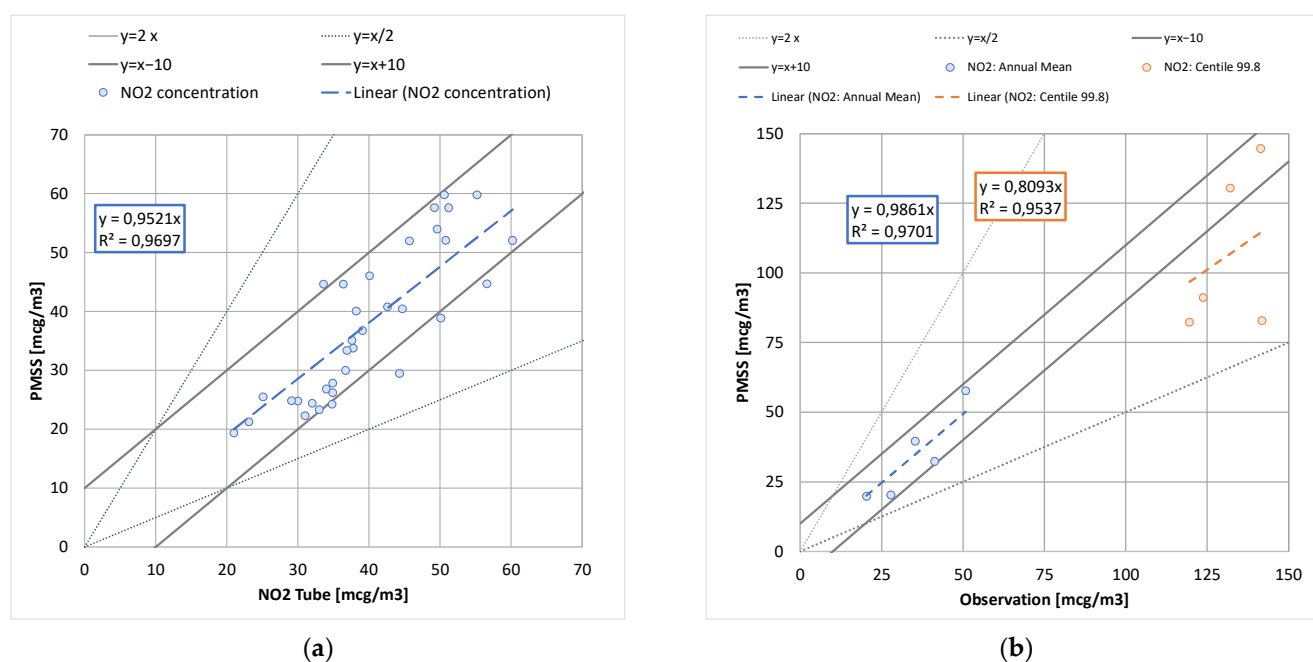 y=2 x
y=x/2
y=x−10
y=x+10
NO2 concentration
Linear (NO2 concentration)
70
60
50
40
30
20
10
0
PMSS [mcg/m3]
y = 0,9521x
R² = 0,9697
0 10 20 30 40 50 60 70
NO2 Tube [mcg/m3]
(a)
y=2 x
y=x/2
y=x−10
y=x+10
NO2: Annual Mean
NO2: Centile 99.8
Linear (NO2: Annual Mean)
Linear (NO2: Centile 99.8)
150
125
100
75
50
25
0
PMSS [mcg/m3]
y = 0,9861x
R² = 0,9701
y = 0,8093x
R² = 0,9537
0 25 50 75 100 125 150
Observation [mcg/m3]
(b)